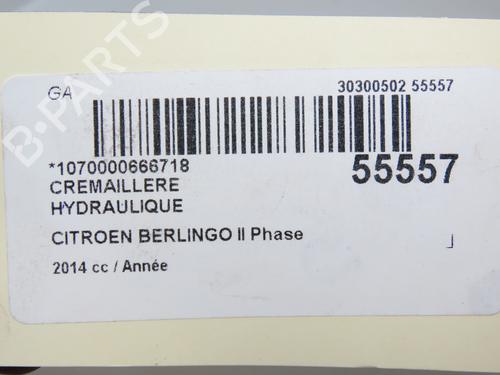 GA
30300502 55557
*1070000666718
55557
CREMAILLERE
HYDRAULIQUE
CITROEN BERLINGO II Phase
2014 cc / Année
B-PARTS